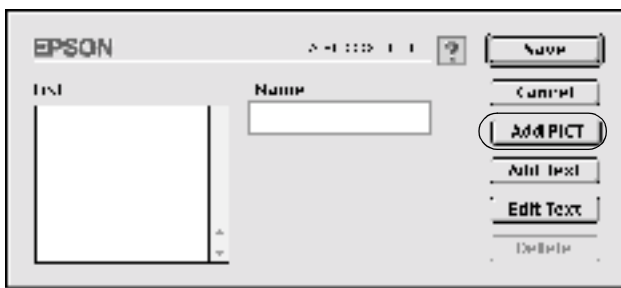 EPSON
?
Save
List
Name
Cancel
Add PICT
Add Text
Edit Text
Delete